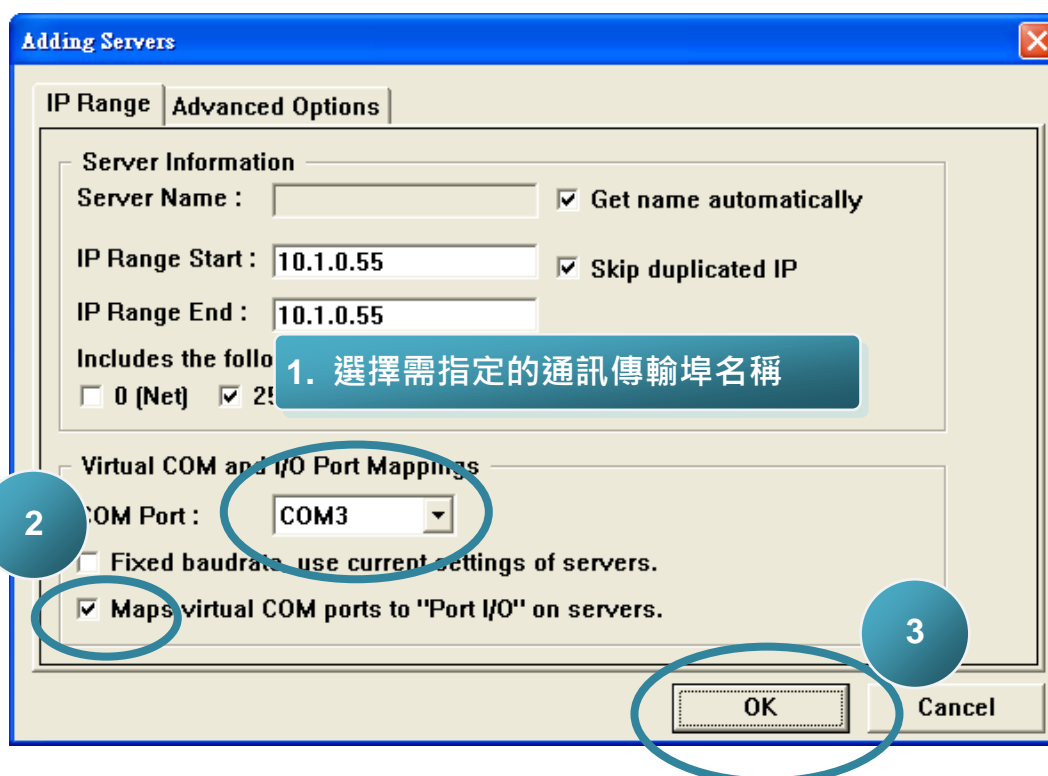 Adding Servers
IP Range Advanced Options
Server Information
Server Name : Get name automatically
IP Range Start : 10.1.0.55 Skip duplicated IP
IP Range End : 10.1.0.55
Includes the follo
1. 選擇需指定的通訊傳輸埠名稱
0 (Net)
Virtual COM and I/O Port Mappings
2
COM Port : COM3
Fixed baudrate, use current settings of servers.
Maps virtual COM ports to "Port I/O" on servers.
3
OK Cancel